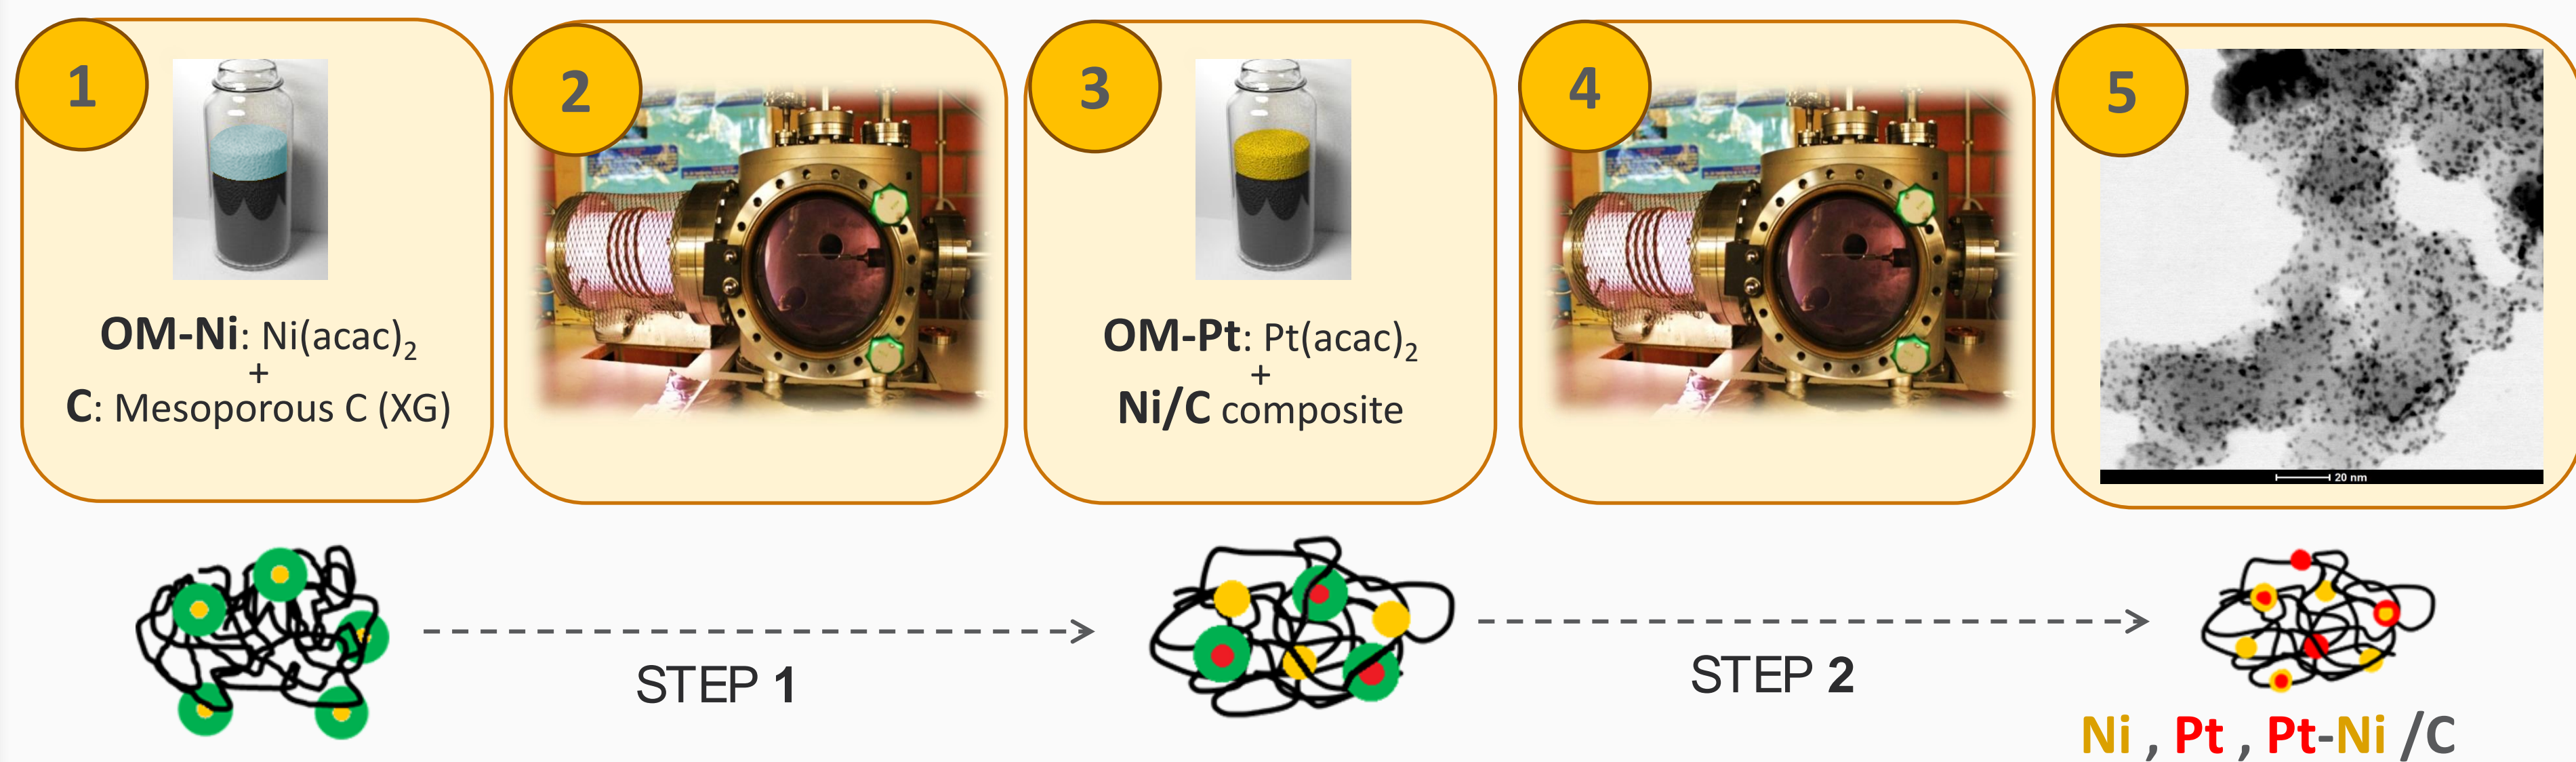 1
OM-Ni: Ni(acac)₂
+
C: Mesoporous C (XG)
2
3
OM-Pt: Pt(acac)₂
+
Ni/C composite
4
5
20 nm
STEP 1
STEP 2
Ni , Pt , Pt-Ni /C